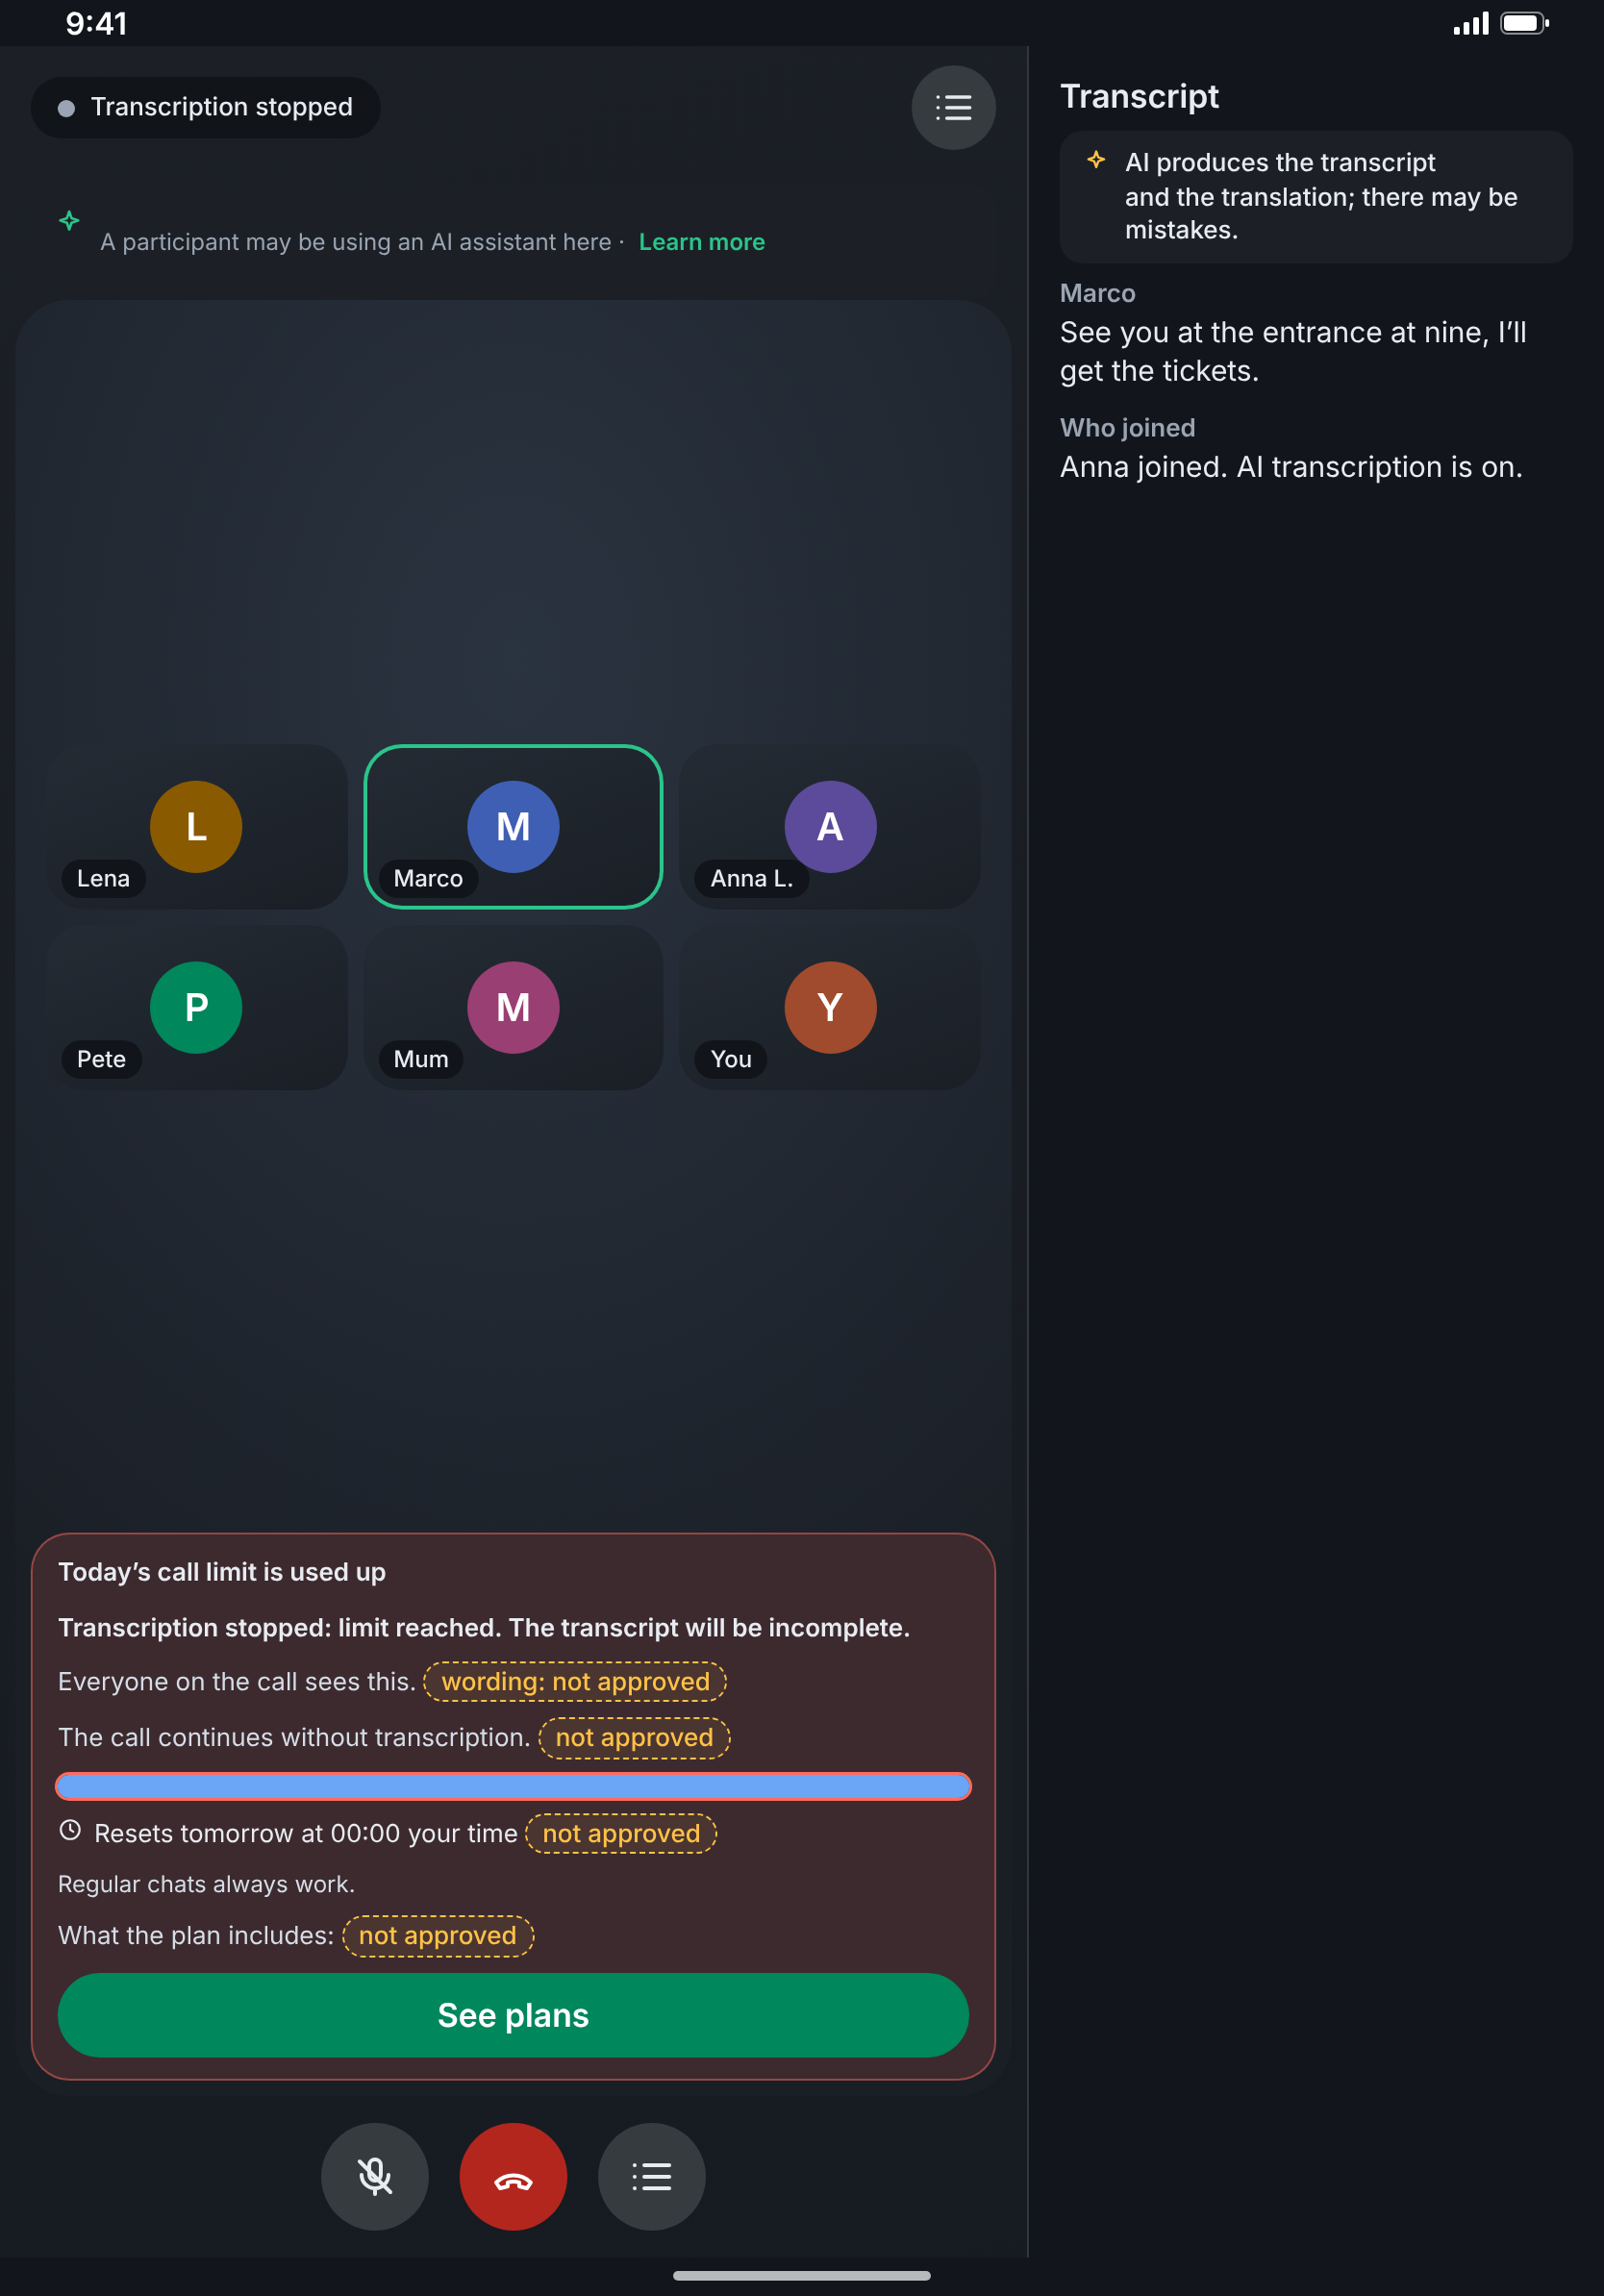 9:41
Transcription stopped
A participant may be using an AI assistant here · Learn more
L
Lena
M
Marco
A
Anna L.
P
Pete
M
Mum
Y
You
Today’s call limit is used up
Transcription stopped: limit reached. The transcript will be incomplete.
Everyone on the call sees this. wording: not approved
The call continues without transcription. not approved
Resets tomorrow at 00:00 your time not approved
Regular chats always work.
What the plan includes: not approved
See plans
Transcript
AI produces the transcript
and the translation; there may be
mistakes.
Marco
See you at the entrance at nine, I’ll
get the tickets.
Who joined
Anna joined. AI transcription is on.